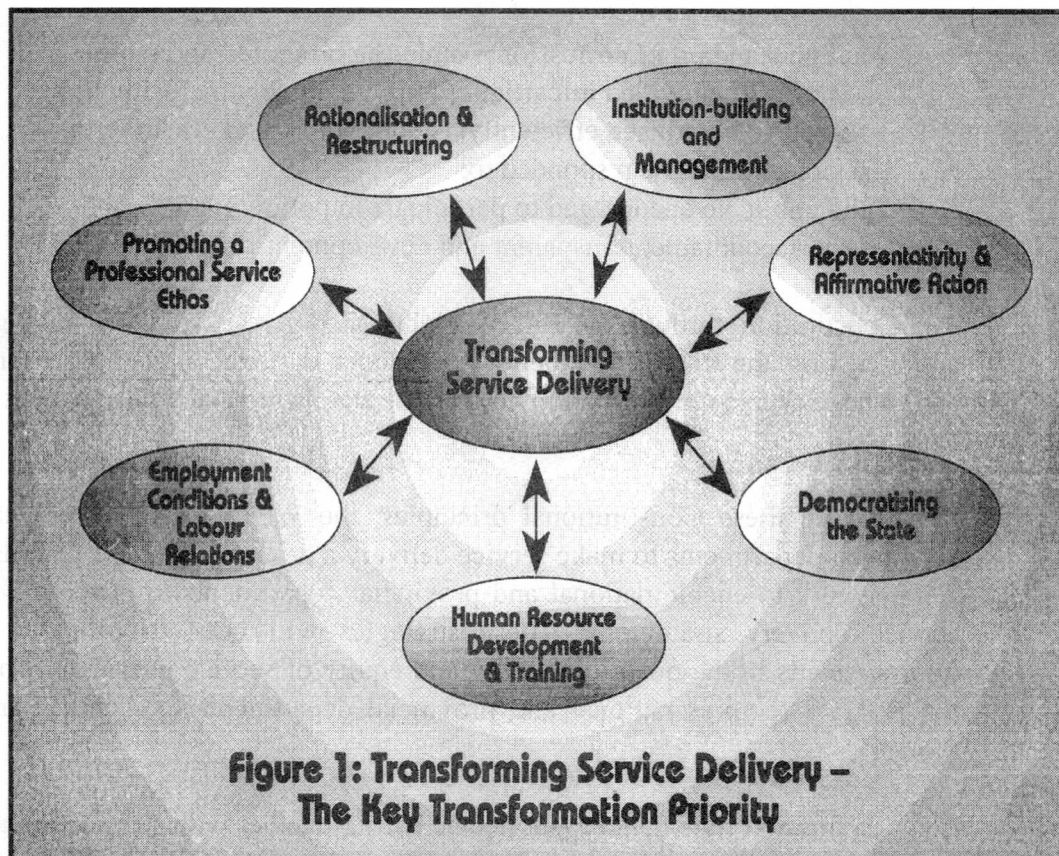 Rationalisation &
Restructuring
Institution-building
and
Management
Promoting a
Professional Service
Ethos
Representativity &
Affirmative Action
Transforming
Service Delivery
Employment
Conditions &
Labour
Relations
Democratising
the State
Human Resource
Development
& Training
Figure 1: Transforming Service Delivery –
The Key Transformation Priority